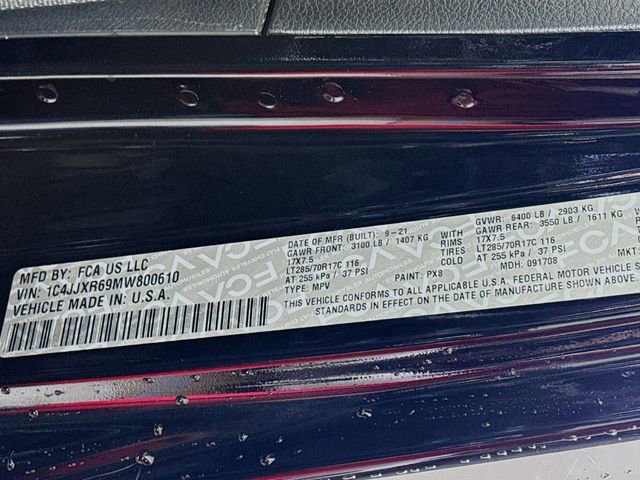 MFD BY: FCA US LLC
VIN: 1C4JJXR69MW800610
VEHICLE MADE IN U.S.A.
DATE OF MFR (BUILT): 9-21 GVWR: 6400 LB / 2903 KG
GAWR FRONT: 3100 LB / 1407 KG WITH GAWR REAR: 3550 LB / 1611 KG
17X7.5 RIMS 17X7.5
LT285/70R17C 116 TIRES LT285/70R17C 116
AT 255 kPa / 37 PSI COLD AT 255 kPa / 37 PSI
TYPE: MPV PAINT: PX8 MDH: 091708 MKT:
THIS VEHICLE CONFORMS TO ALL APPLICABLE U.S.A. FEDERAL MOTOR VEHICLE S
STANDARDS IN EFFECT ON THE DATE OF MANUFACTURE SHOWN ABOVE.